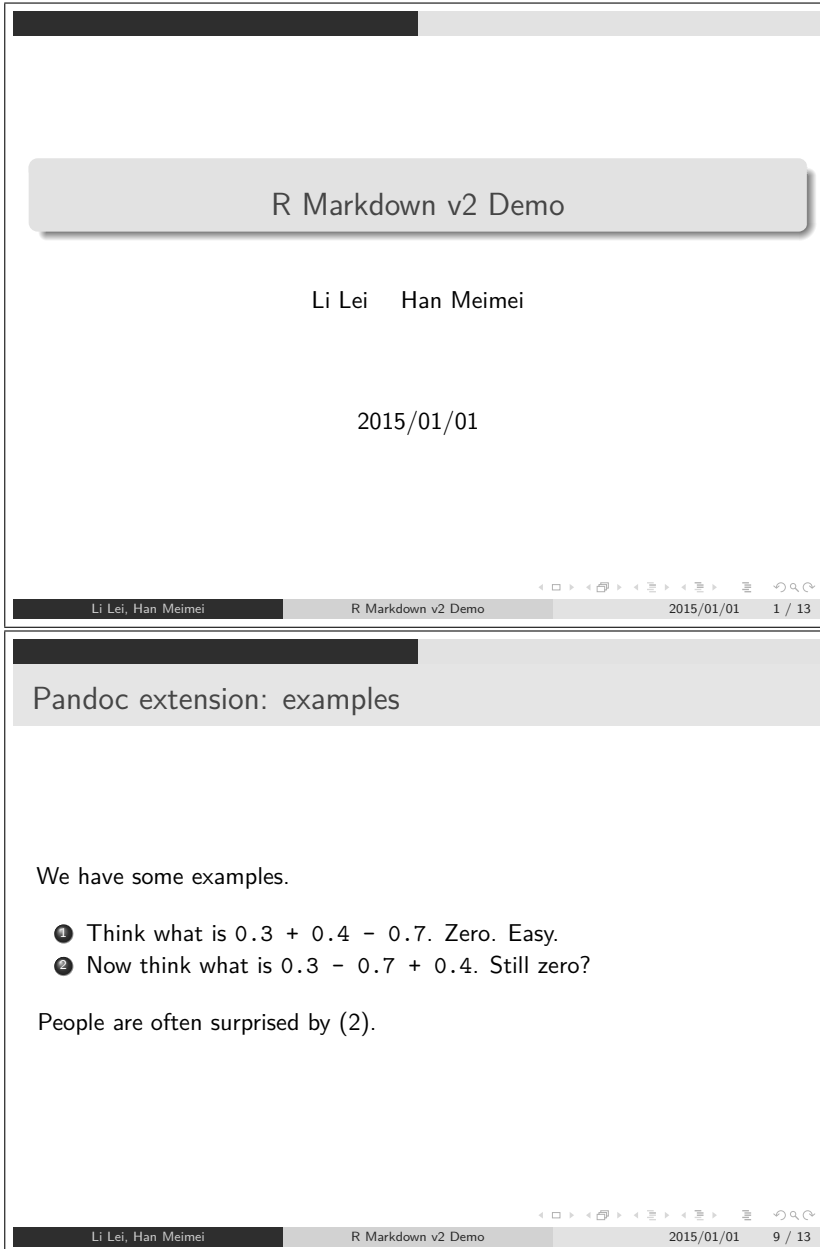 R Markdown v2 Demo
Li Lei Han Meimei
2015/01/01
Li Lei, Han Meimei R Markdown v2 Demo 2015/01/01 1 / 13
Pandoc extension: examples
We have some examples.
1 Think what is 0.3 + 0.4 - 0.7. Zero. Easy.
2 Now think what is 0.3 - 0.7 + 0.4. Still zero?
People are often surprised by (2).
Li Lei, Han Meimei R Markdown v2 Demo 2015/01/01 9 / 13